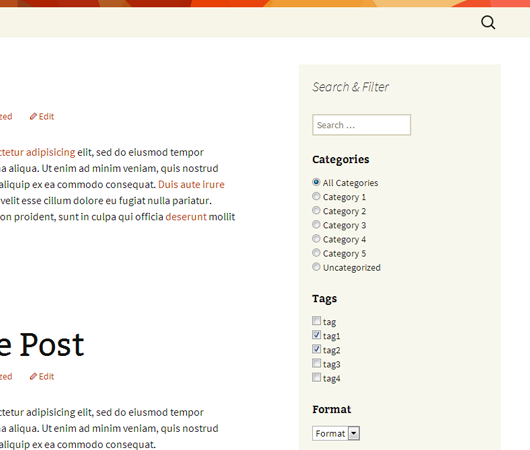 zed Edit
ctetur adipisicing elit, sed do eiusmod tempor
na aliqua. Ut enim ad minim veniam, quis nostrud
aliquip ex ea commodo consequat. Duis aute irure
velit esse cillum dolore eu fugiat nulla pariatur.
on proident, sunt in culpa qui officia deserunt mollit
e Post
zed Edit
ctetur adipisicing elit, sed do eiusmod tempor
na aliqua. Ut enim ad minim veniam, quis nostrud
aliquip ex ea commodo consequat.
Search & Filter
Search …
Categories
All Categories
Category 1
Category 2
Category 3
Category 4
Category 5
Uncategorized
Tags
tag
tag1
tag2
tag3
tag4
Format
Format